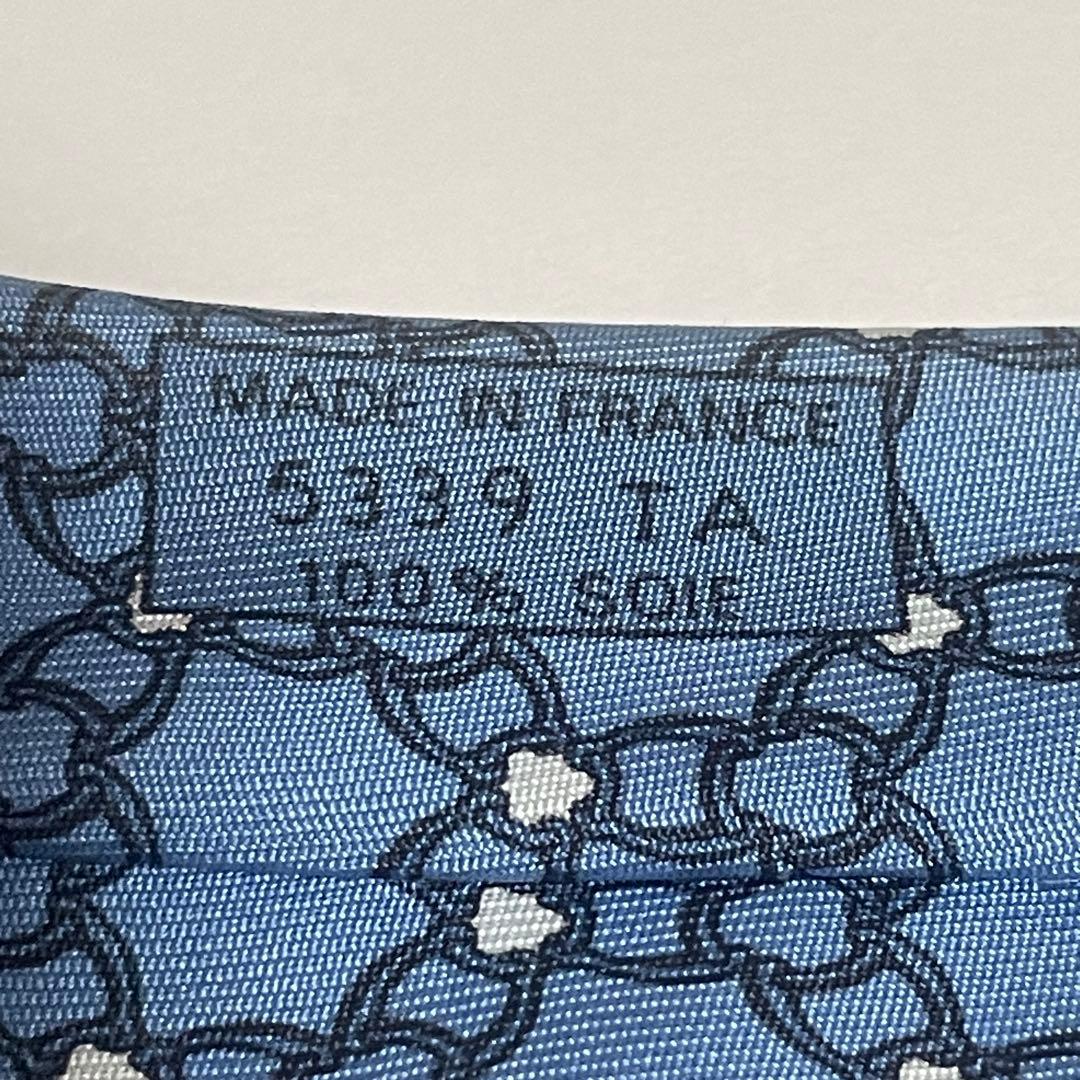 MADE IN FRANCE
5339 TA
100% SOIE